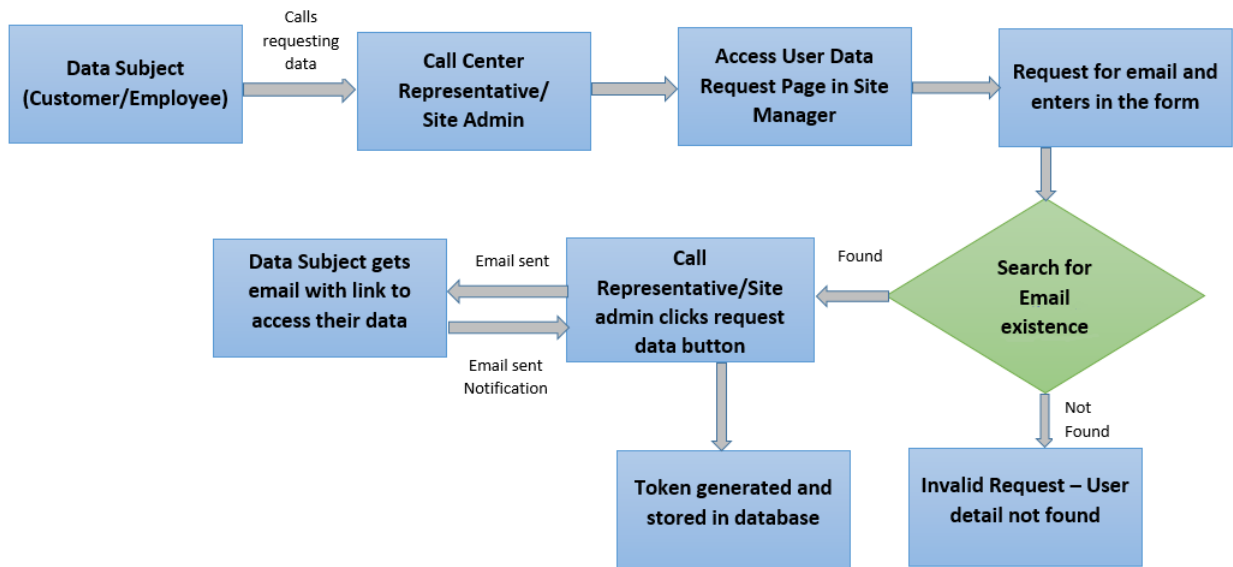 Calls
requesting
data
Data Subject
(Customer/Employee)
Call Center
Representative/
Site Admin
Access User Data
Request Page in Site
Manager
Request for email and
enters in the form
Data Subject gets
email with link to
access their data
Email sent
Email sent
Notification
Call
Representative/Site
admin clicks request
data button
Found
Search for
Email
existence
Not
Found
Token generated and
stored in database
Invalid Request – User
detail not found